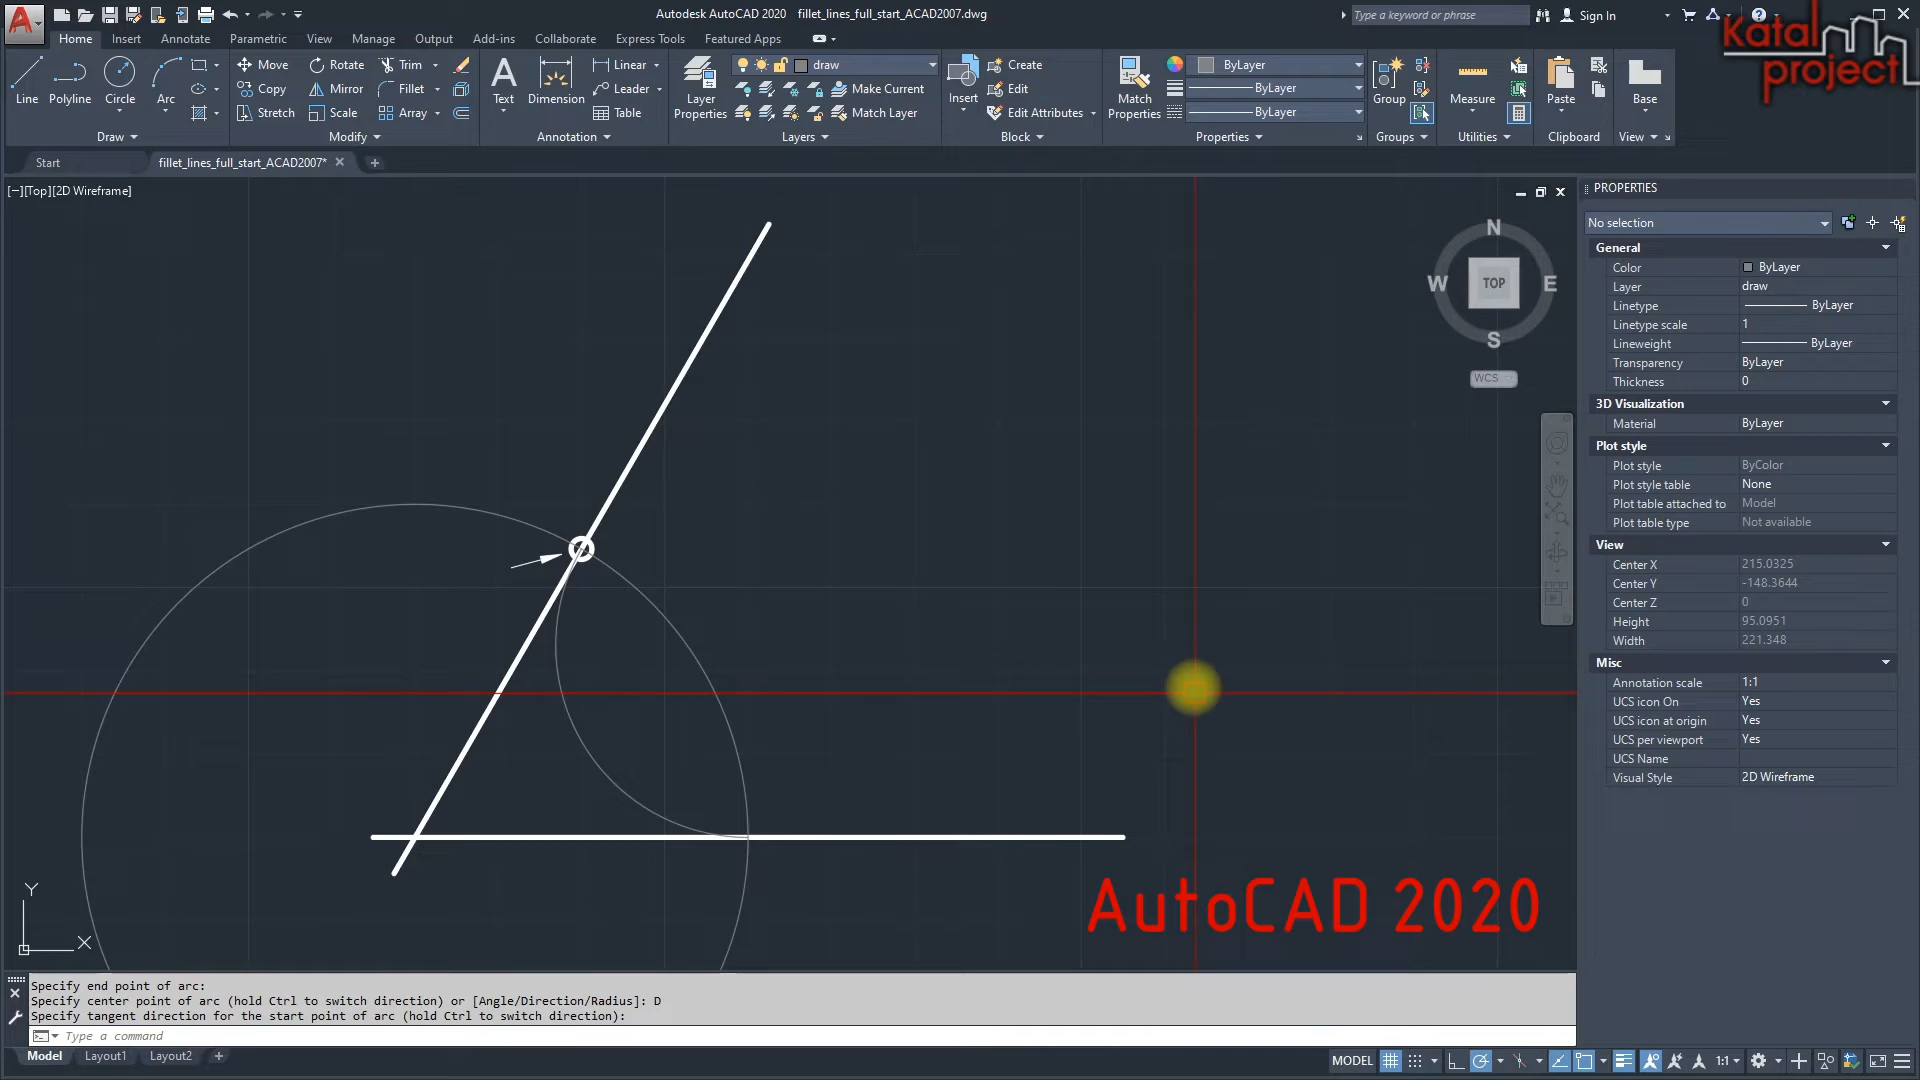 Autodesk AutoCAD 2020 fillet_lines_full_start_ACAD2007.dwg
Type a keyword or phrase
Sign In
Katal
project
Home Insert Annotate Parametric View Manage Output Add-ins Collaborate Express Tools Featured Apps
Line Polyline Circle Arc
Move Rotate Trim
Copy Mirror Fillet
Stretch Scale Array
Text Dimension
Linear
Leader
Table
Layer
Properties
draw
Make Current
Match Layer
Insert
Create
Edit
Edit Attributes
Match
Properties
ByLayer
ByLayer
ByLayer
Group
Measure
Paste
Base
Draw Modify Annotation Layers Block Properties Groups Utilities Clipboard View
Start fillet_lines_full_start_ACAD2007*
[−][Top][2D Wireframe]
N
W TOP E
S
WCS
PROPERTIES
No selection
General
Color ByLayer
Layer draw
Linetype ByLayer
Linetype scale 1
Lineweight ByLayer
Transparency ByLayer
Thickness 0
3D Visualization
Material ByLayer
Plot style
Plot style ByColor
Plot style table None
Plot table attached to Model
Plot table type Not available
View
Center X 215.0325
Center Y -148.3644
Center Z 0
Height 95.0951
Width 221.348
Misc
Annotation scale 1:1
UCS icon On Yes
UCS icon at origin Yes
UCS per viewport Yes
UCS Name
Visual Style 2D Wireframe
Y
X
AutoCAD 2020
Specify end point of arc:
Specify center point of arc (hold Ctrl to switch direction) or [Angle/Direction/Radius]: D
Specify tangent direction for the start point of arc (hold Ctrl to switch direction):
Type a command
Model Layout1 Layout2
MODEL 1:1